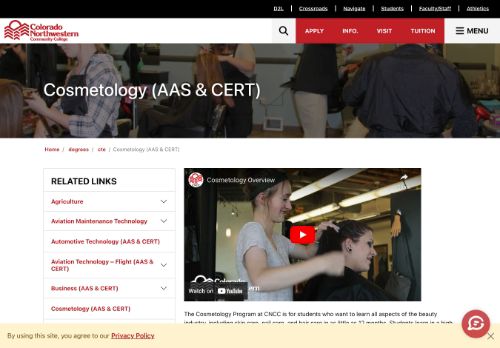 D2L
Crossroads
Navigate
Students
Faculty/Staff
Athletics
Colorado
Northwestern
Community College
APPLY
INFO.
VISIT
TUITION
MENU
Cosmetology (AAS & CERT)
Home / degrees / cte / Cosmetology (AAS & CERT)
RELATED LINKS
Agriculture
Aviation Maintenance Technology
Automotive Technology (AAS & CERT)
Aviation Technology – Flight (AAS &
CERT)
Business (AAS & CERT)
Cosmetology (AAS & CERT)
Cosmetology Overview
Colorado
Watch on YouTube
The Cosmetology Program at CNCC is for students who want to learn all aspects of the beauty
industry, including skin care, nail care, and hair care in as little as 12 months. Students learn in a high
By using this site, you agree to our Privacy Policy